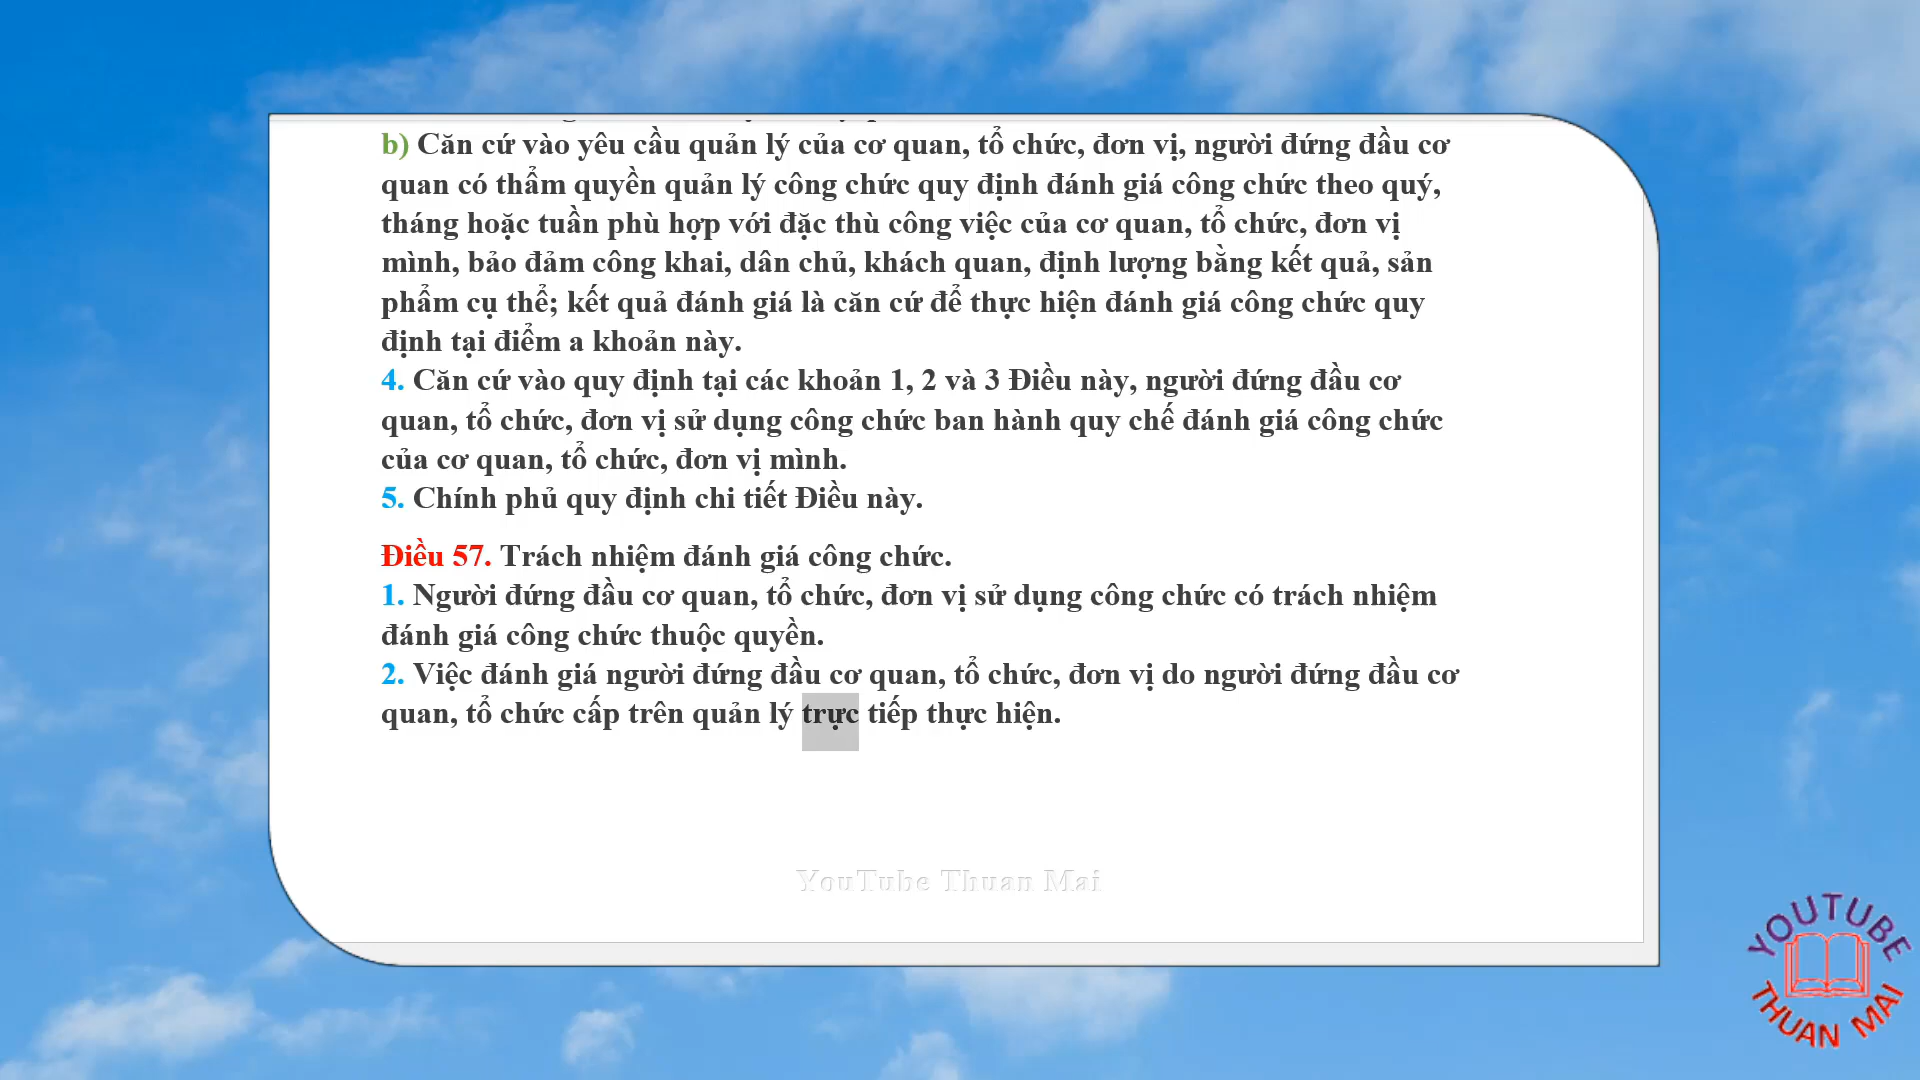 b) Căn cứ vào yêu cầu quản lý của cơ quan, tổ chức, đơn vị, người đứng đầu cơ
quan có thẩm quyền quản lý công chức quy định đánh giá công chức theo quý,
tháng hoặc tuần phù hợp với đặc thù công việc của cơ quan, tổ chức, đơn vị
mình, bảo đảm công khai, dân chủ, khách quan, định lượng bằng kết quả, sản
phẩm cụ thể; kết quả đánh giá là căn cứ để thực hiện đánh giá công chức quy
định tại điểm a khoản này.
4. Căn cứ vào quy định tại các khoản 1, 2 và 3 Điều này, người đứng đầu cơ
quan, tổ chức, đơn vị sử dụng công chức ban hành quy chế đánh giá công chức
của cơ quan, tổ chức, đơn vị mình.
5. Chính phủ quy định chi tiết Điều này.
Điều 57. Trách nhiệm đánh giá công chức.
1. Người đứng đầu cơ quan, tổ chức, đơn vị sử dụng công chức có trách nhiệm
đánh giá công chức thuộc quyền.
2. Việc đánh giá người đứng đầu cơ quan, tổ chức, đơn vị do người đứng đầu cơ
quan, tổ chức cấp trên quản lý trực tiếp thực hiện.
YouTube Thuan Mai
YOUTUBE
THUAN MAI